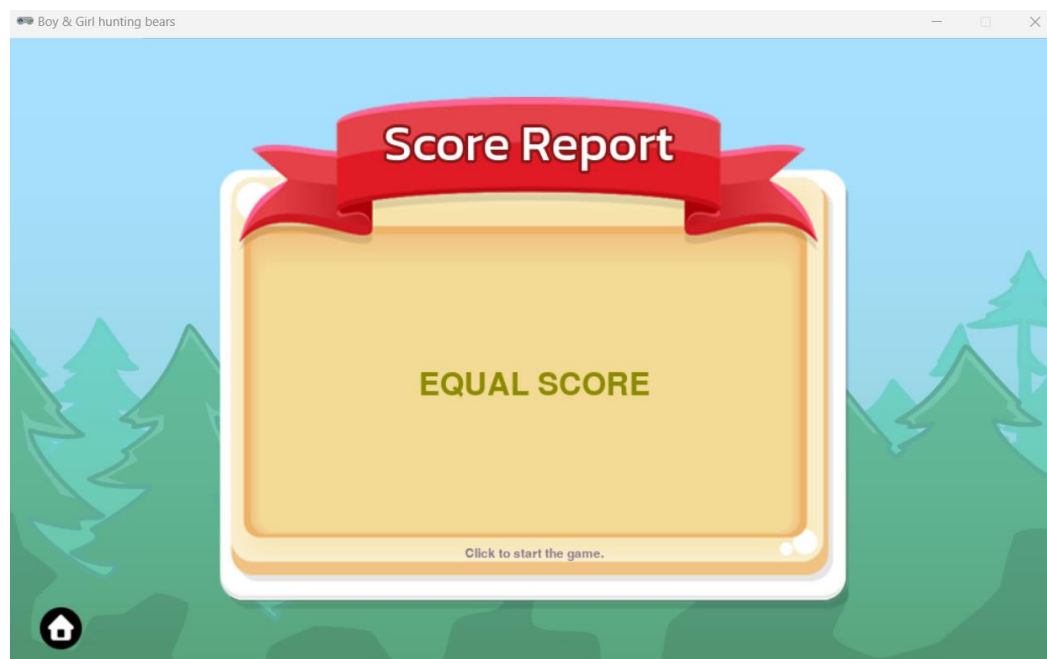 Boy & Girl hunting bears
Score Report
EQUAL SCORE
Click to start the game.